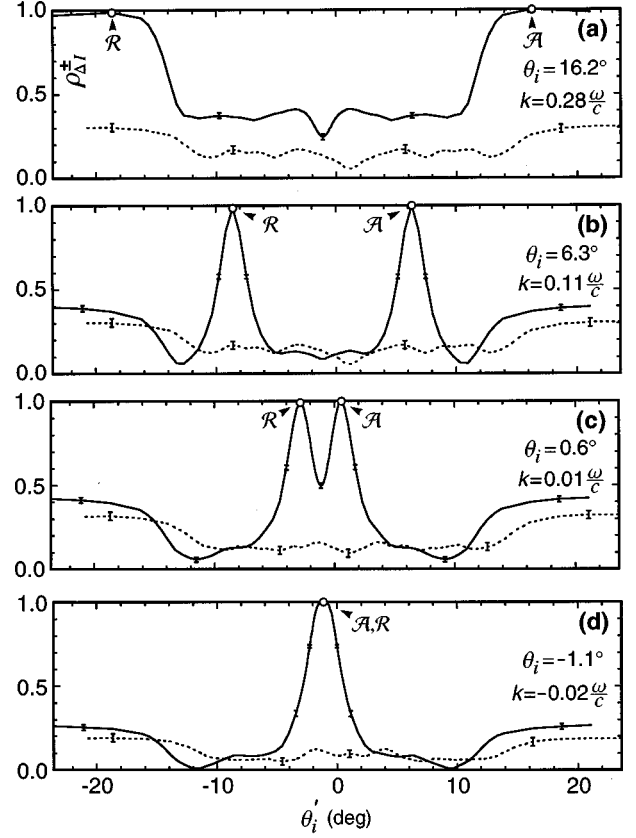 1.0
0.5
0.0
ρ^±_ΔI
R
A
(a)
θ_i = 16.2°
k = 0.28 ω/c
1.0
0.5
0.0
R
A
(b)
θ_i = 6.3°
k = 0.11 ω/c
1.0
0.5
0.0
R
A
(c)
θ_i = 0.6°
k = 0.01 ω/c
1.0
0.5
0.0
A,R
(d)
θ_i = -1.1°
k = -0.02 ω/c
-20 -10 0 10 20
θ_i' (deg)